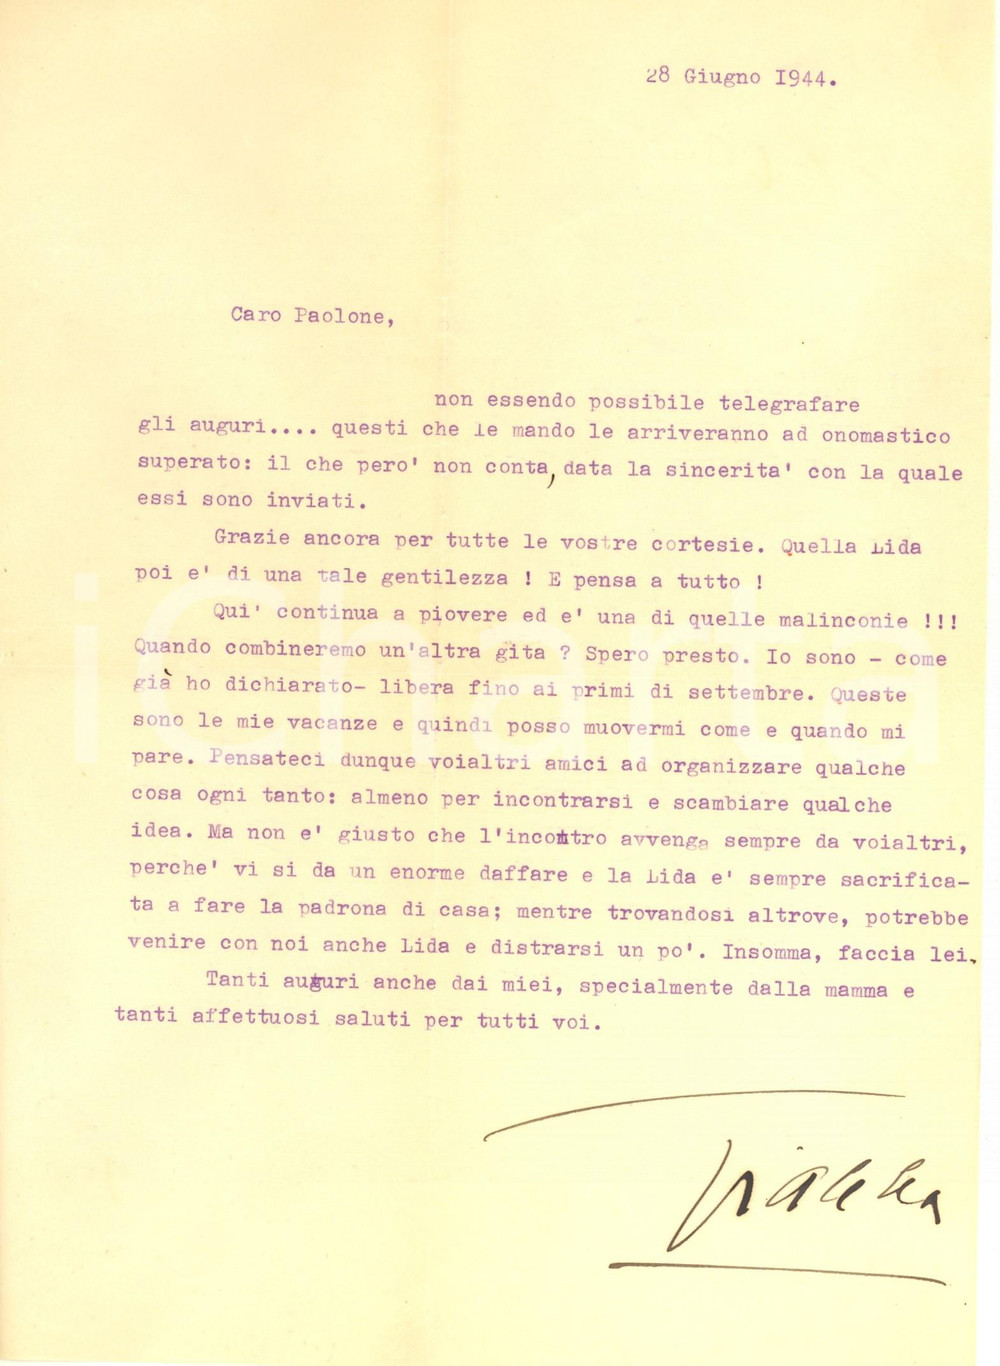 28 Giugno 1944.
Caro Paolone,
non essendo possibile telegrafare
gli auguri.... questi che le mando le arriveranno ad onomastico
superato: il che pero' non conta, data la sincerita' con la quale
essi sono inviati.
Grazie ancora per tutte le vostre cortesie. Quella Lida
poi e' di una tale gentilezza ! E pensa a tutto !
Qui' continua a piovere ed e' una di quelle malinconie !!!
Quando combineremo un'altra gita ? Spero presto. Io sono - come
già ho dichiarato- libera fino ai primi di settembre. Queste
sono le mie vacanze e quindi posso muovermi come e quando mi
pare. Pensateci dunque voialtri amici ad organizzare qualche
cosa ogni tanto: almeno per incontrarsi e scambiare qualche
idea. Ma non e' giusto che l'incontro avvenga sempre da voialtri,
perche' vi si da un enorme daffare e la Lida e' sempre sacrifica-
ta a fare la padrona di casa; mentre trovandosi altrove, potrebbe
venire con noi anche Lida e distrarsi un po'. Insomma, faccia lei.
Tanti auguri anche dai miei, specialmente dalla mamma e
tanti affettuosi saluti per tutti voi.
iCharta